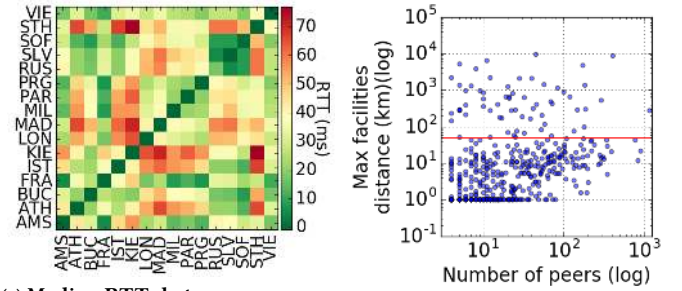 VIE
STH
SOF
SLV
RUS
PRG
PAR
MIL
MAD
LON
KIE
IST
FRA
BUC
ATH
AMS
AMS
ATH
BUC
FRA
IST
KIE
LON
MAD
MIL
PAR
PRG
RUS
SLV
SOF
STH
VIE
70
60
50
40
30
20
10
0
RTT (ms)
Max facilities
distance (km)(log)
10^5
10^4
10^3
10^2
10^1
10^0
10^-1
10^1
10^2
10^3
Number of peers (log)